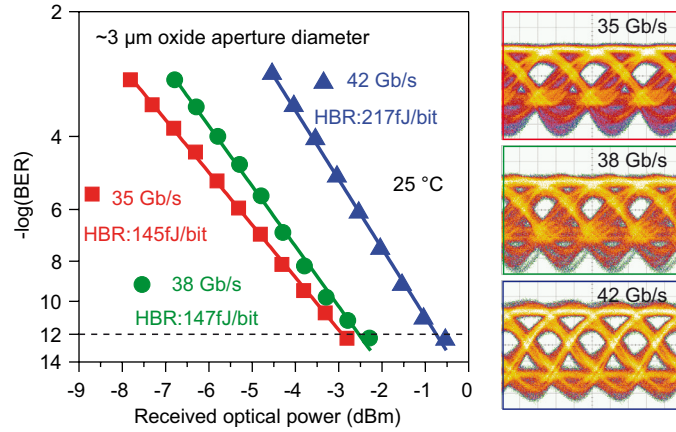 ~3 µm oxide aperture diameter
42 Gb/s
HBR:217fJ/bit
25 °C
35 Gb/s
HBR:145fJ/bit
38 Gb/s
HBR:147fJ/bit
-log(BER)
2
4
6
8
10
12
14
-9 -8 -7 -6 -5 -4 -3 -2 -1 0
Received optical power (dBm)
35 Gb/s
38 Gb/s
42 Gb/s